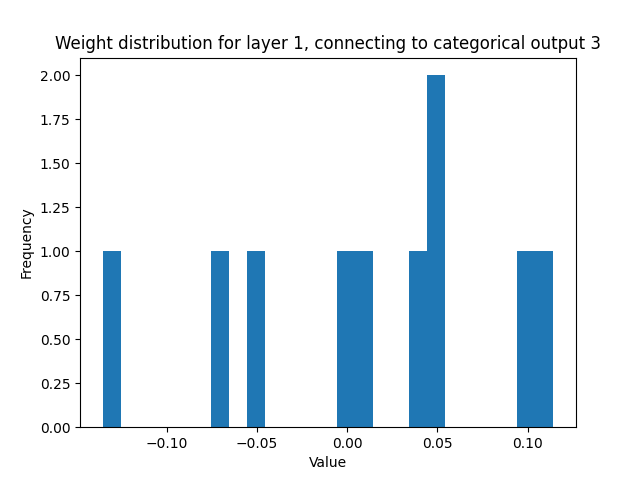 Weight distribution for layer 1, connecting to categorical output 3
2.00
1.75
1.50
1.25
1.00
0.75
0.50
0.25
0.00
Frequency
−0.10 −0.05 0.00 0.05 0.10
Value